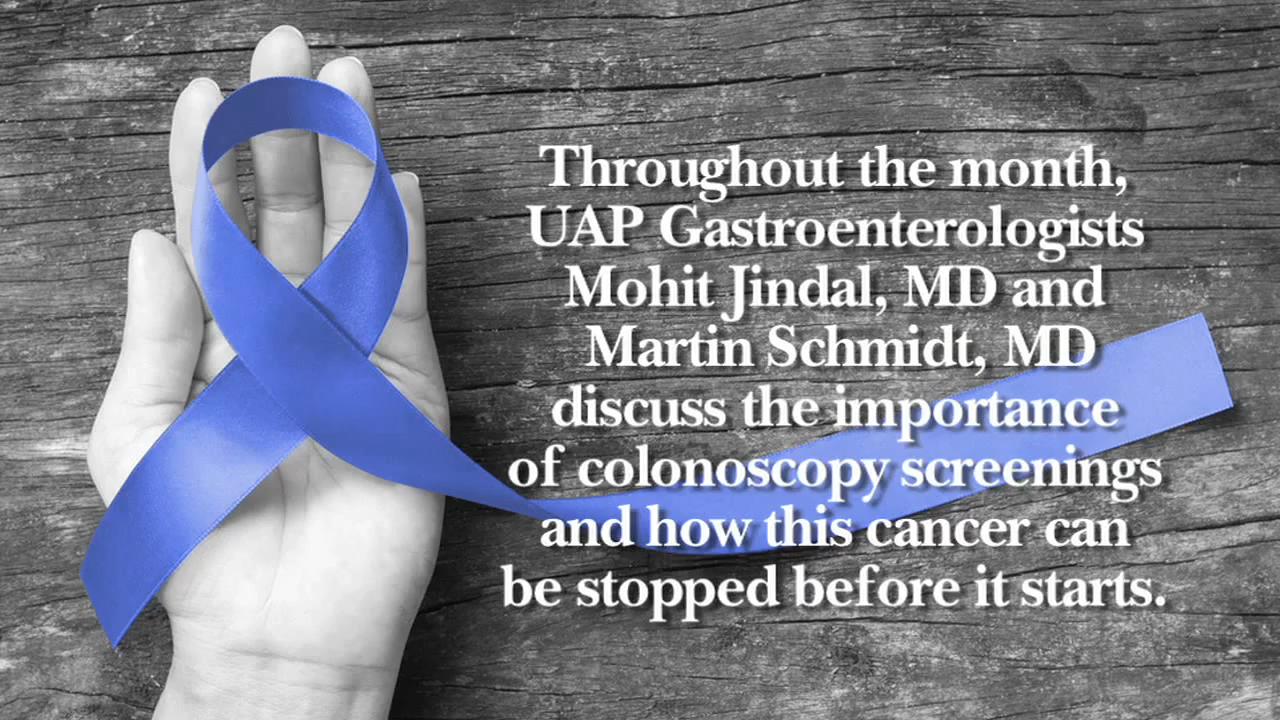 Throughout the month,
UAP Gastroenterologists
Mohit Jindal, MD and
Martin Schmidt, MD
discuss the importance
of colonoscopy screenings
and how this cancer can
be stopped before it starts.